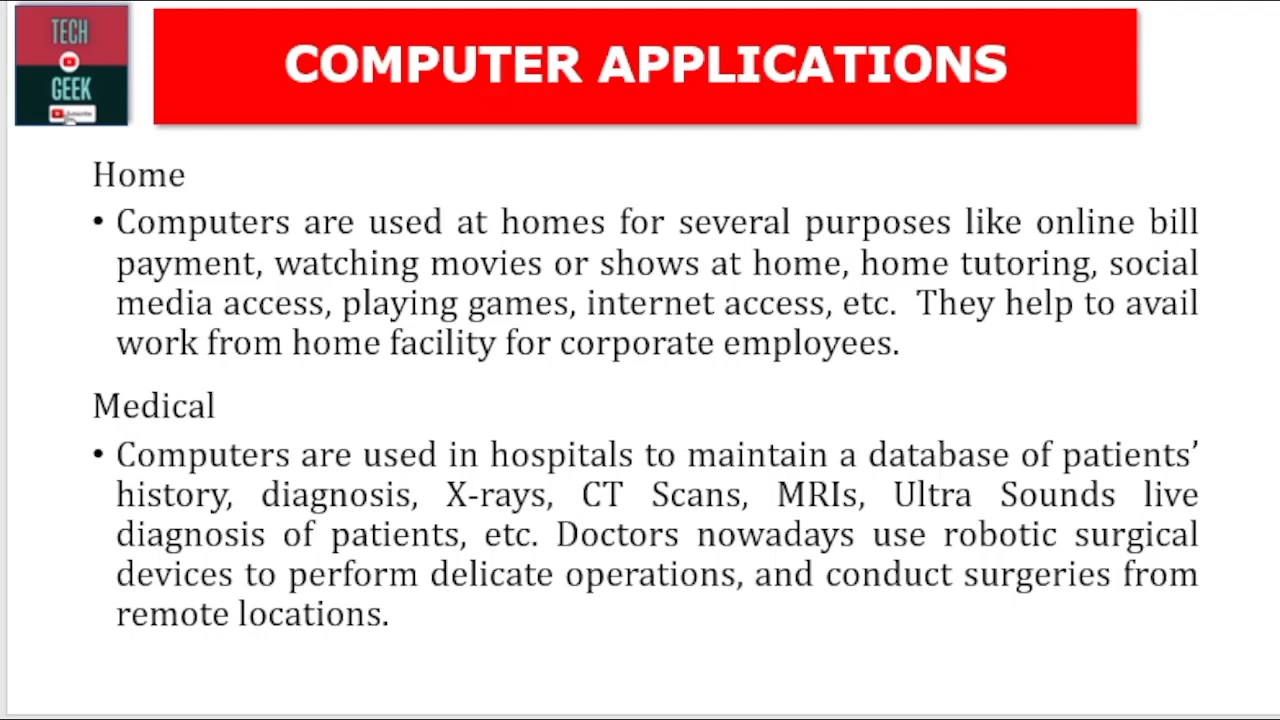 TECH
GEEK
Subscribe
COMPUTER APPLICATIONS
Home
• Computers are used at homes for several purposes like online bill
payment, watching movies or shows at home, home tutoring, social
media access, playing games, internet access, etc.  They help to avail
work from home facility for corporate employees.
Medical
• Computers are used in hospitals to maintain a database of patients’
history, diagnosis, X-rays, CT Scans, MRIs, Ultra Sounds live
diagnosis of patients, etc. Doctors nowadays use robotic surgical
devices to perform delicate operations, and conduct surgeries from
remote locations.